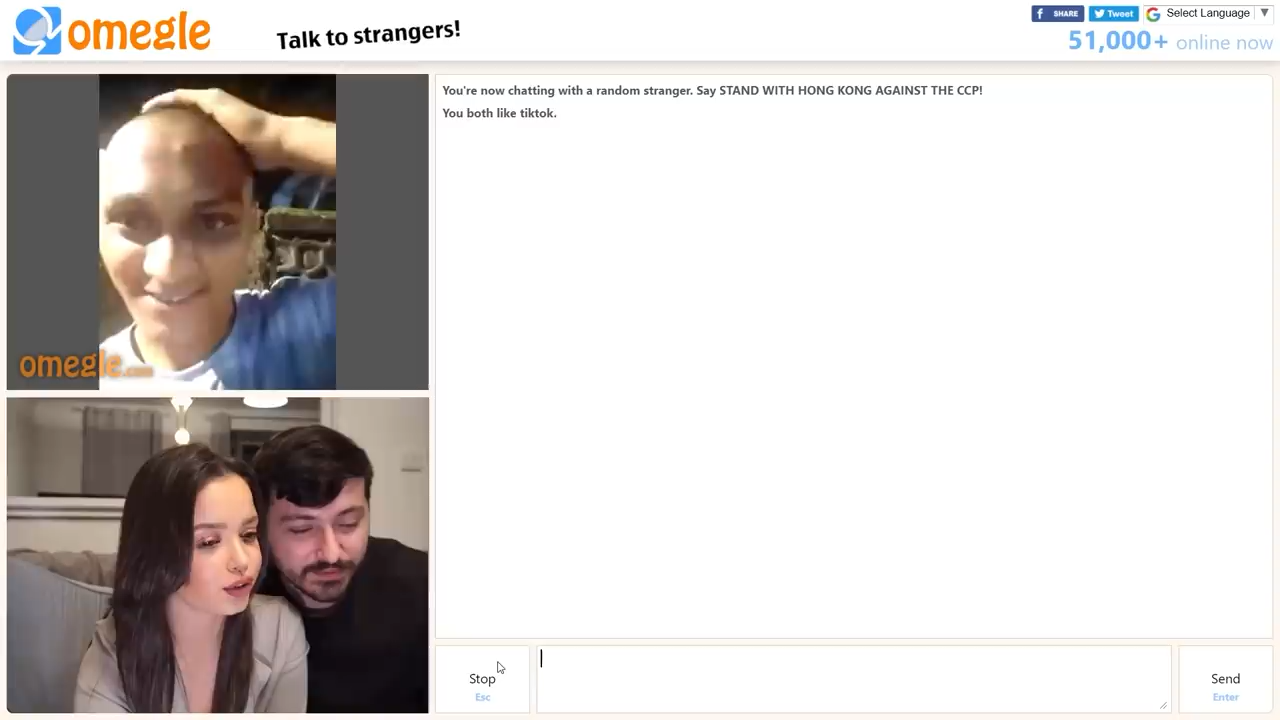 omegle
Talk to strangers!
SHARE
Tweet
Select Language
51,000+ online now
You're now chatting with a random stranger. Say STAND WITH HONG KONG AGAINST THE CCP!
You both like tiktok.
omegle.com
Stop
Esc
Send
Enter